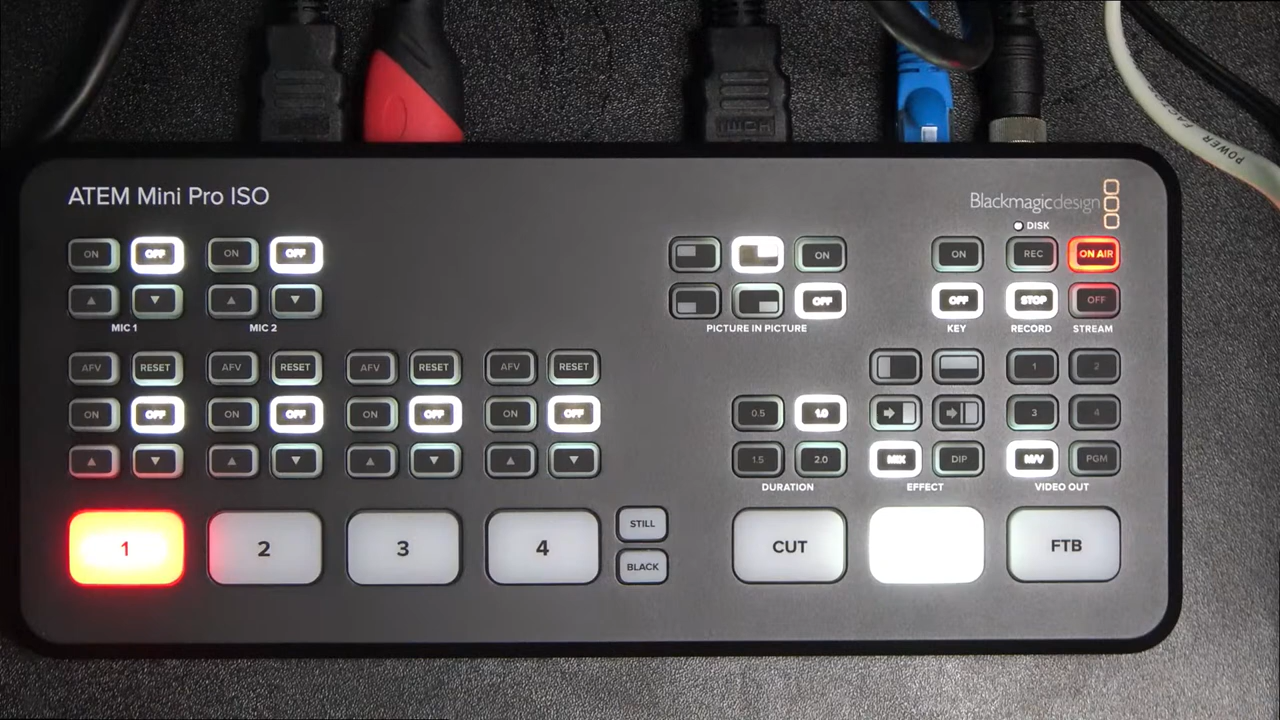 POWER
ATEM Mini Pro ISO
Blackmagicdesign
DISK
ON OFF ON OFF ON ON REC ON AIR
OFF OFF STOP OFF
MIC 1 MIC 2 PICTURE IN PICTURE KEY RECORD STREAM
AFV RESET AFV RESET AFV RESET AFV RESET 1 2
ON OFF ON OFF ON OFF ON OFF 0.5 1.0 3 4
1.5 2.0 MIX DIP M/V PGM
DURATION EFFECT VIDEO OUT
1 2 3 4 STILL CUT FTB
BLACK